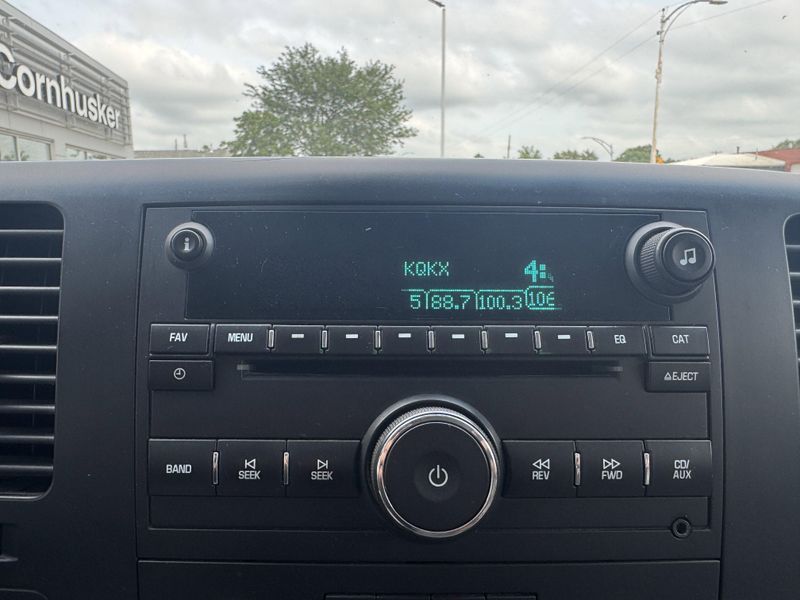 Cornhusker
i
KQKX 4:
5 88.7 100.3 106
FAV MENU EQ CAT
EJECT
BAND SEEK SEEK REV FWD CD/AUX